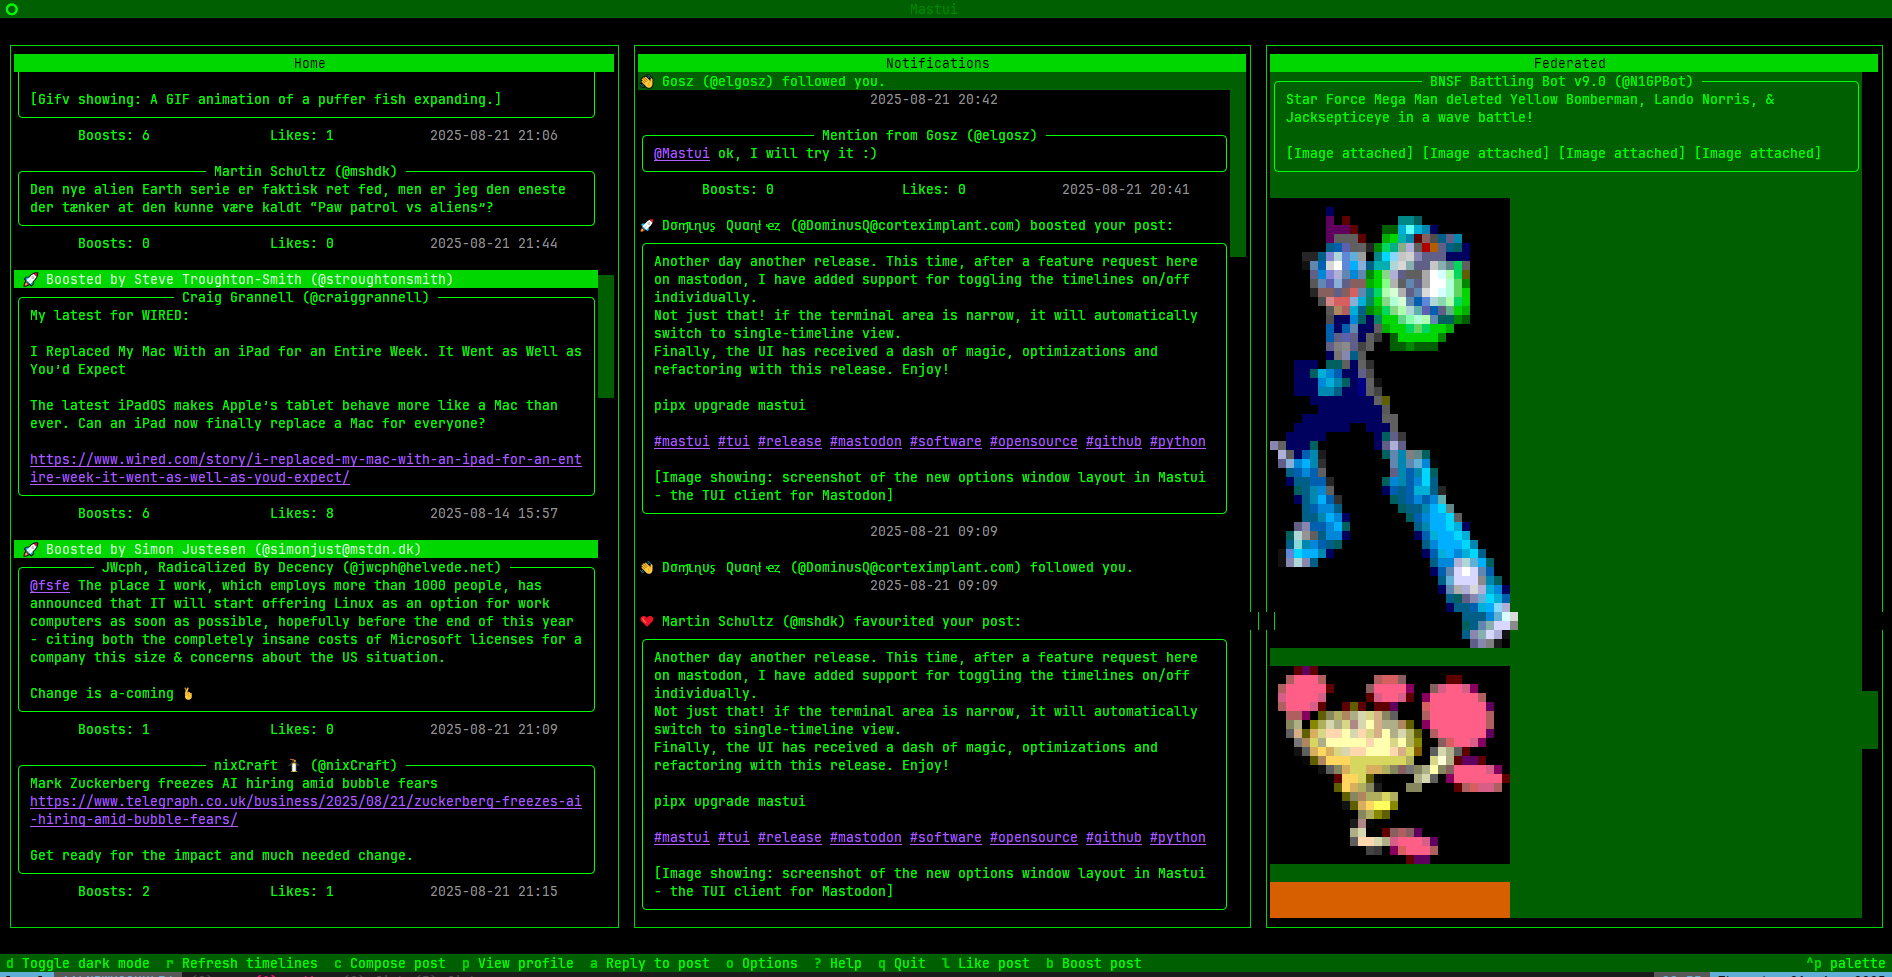 Mastui
Home
[Gifv showing: A GIF animation of a puffer fish expanding.]
Boosts: 6 Likes: 1 2025-08-21 21:06
Martin Schultz (@mshdk)
Den nye alien Earth serie er faktisk ret fed, men er jeg den eneste
der tænker at den kunne være kaldt “Paw patrol vs aliens”?
Boosts: 0 Likes: 0 2025-08-21 21:44
🚀 Boosted by Steve Troughton-Smith (@stroughtonsmith)
Craig Grannell (@craiggrannell)
My latest for WIRED:
I Replaced My Mac With an iPad for an Entire Week. It Went as Well as
You'd Expect
The latest iPadOS makes Apple’s tablet behave more like a Mac than
ever. Can an iPad now finally replace a Mac for everyone?
https://www.wired.com/story/i-replaced-my-mac-with-an-ipad-for-an-ent
ire-week-it-went-as-well-as-youd-expect/
Boosts: 6 Likes: 8 2025-08-14 15:57
🚀 Boosted by Simon Justesen (@simonjust@mstdn.dk)
JWcph, Radicalized By Decency (@jwcph@helvede.net)
@fsfe The place I work, which employs more than 1000 people, has
announced that IT will start offering Linux as an option for work
computers as soon as possible, hopefully before the end of this year
- citing both the completely insane costs of Microsoft licenses for a
company this size & concerns about the US situation.
Change is a-coming
Boosts: 1 Likes: 0 2025-08-21 21:09
nixCraft (@nixCraft)
Mark Zuckerberg freezes AI hiring amid bubble fears
https://www.telegraph.co.uk/business/2025/08/21/zuckerberg-freezes-ai
-hiring-amid-bubble-fears/
Get ready for the impact and much needed change.
Boosts: 2 Likes: 1 2025-08-21 21:15
Notifications
👋 Gosz (@elgosz) followed you.
2025-08-21 20:42
Mention from Gosz (@elgosz)
@Mastui ok, I will try it :)
Boosts: 0 Likes: 0 2025-08-21 20:41
🚀 (@DominusQ@corteximplant.com) boosted your post:
Another day another release. This time, after a feature request here
on mastodon, I have added support for toggling the timelines on/off
individually.
Not just that! if the terminal area is narrow, it will automatically
switch to single-timeline view.
Finally, the UI has received a dash of magic, optimizations and
refactoring with this release. Enjoy!
pipx upgrade mastui
#mastui #tui #release #mastodon #software #opensource #github #python
[Image showing: screenshot of the new options window layout in Mastui
- the TUI client for Mastodon]
2025-08-21 09:09
👋 (@DominusQ@corteximplant.com) followed you.
2025-08-21 09:09
❤ Martin Schultz (@mshdk) favourited your post:
Another day another release. This time, after a feature request here
on mastodon, I have added support for toggling the timelines on/off
individually.
Not just that! if the terminal area is narrow, it will automatically
switch to single-timeline view.
Finally, the UI has received a dash of magic, optimizations and
refactoring with this release. Enjoy!
pipx upgrade mastui
#mastui #tui #release #mastodon #software #opensource #github #python
[Image showing: screenshot of the new options window layout in Mastui
- the TUI client for Mastodon]
Federated
BNSF Battling Bot v9.0 (@N1GPBot)
Star Force Mega Man deleted Yellow Bomberman, Lando Norris, &
Jacksepticeye in a wave battle!
[Image attached] [Image attached] [Image attached] [Image attached]
d Toggle dark mode r Refresh timelines c Compose post p View profile a Reply to post o Options ? Help q Quit l Like post b Boost post ^p palette